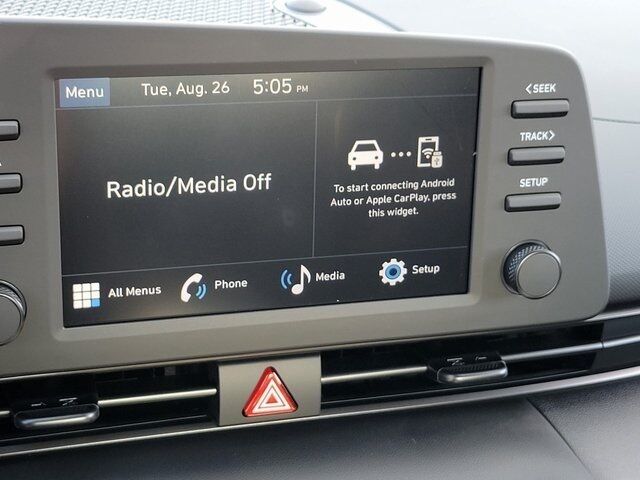 Menu
Tue, Aug. 26
5:05 PM
<SEEK
TRACK>
SETUP
Radio/Media Off
To start connecting Android
Auto or Apple CarPlay, press
this widget.
All Menus
Phone
Media
Setup